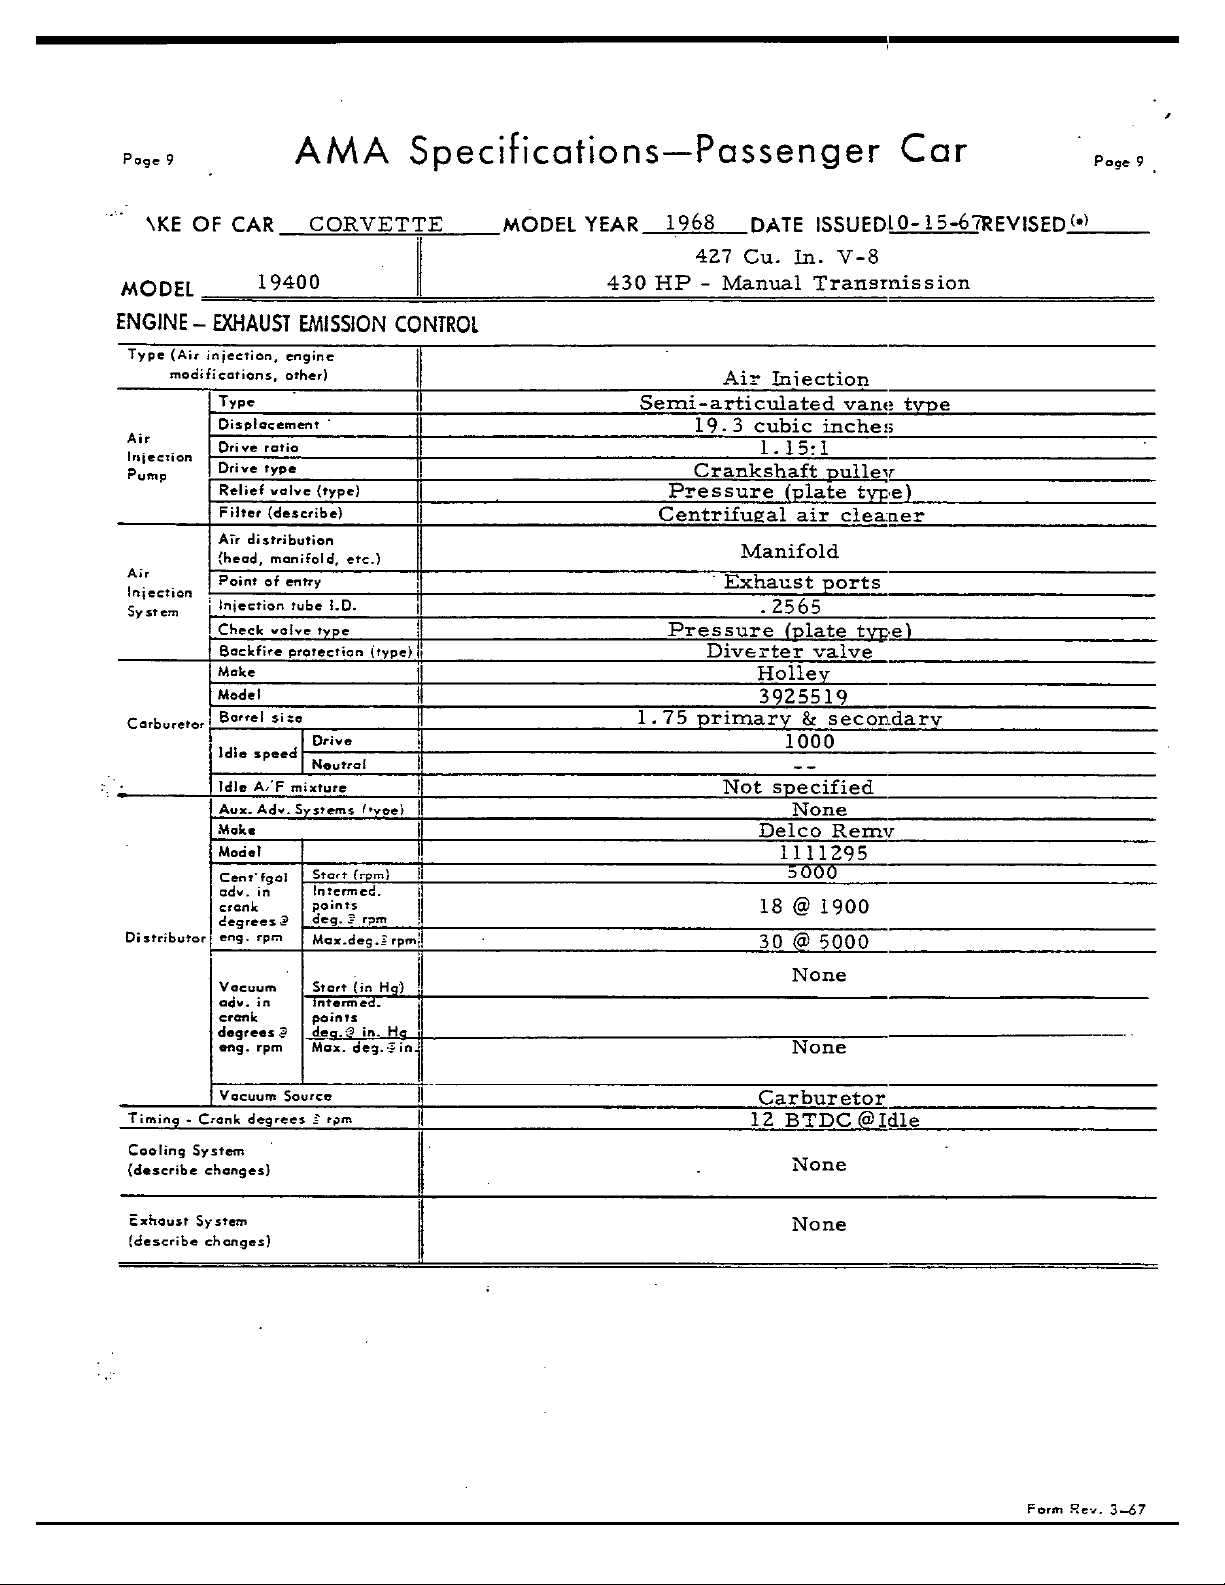 Page 9 AMA Specifications—Passenger Car Page 9
\KE OF CAR CORVETTE MODEL YEAR 1968 DATE ISSUED 10-15-67 REVISED (•)
427 Cu. In. V-8
MODEL 19400 430 HP - Manual Transmission
ENGINE – EXHAUST EMISSION CONTROL
Type (Air injection, engine
modifications, other) Air Injection
Air Injection Pump
Type Semi-articulated vane type
Displacement 19.3 cubic inches
Drive ratio 1.15:1
Drive type Crankshaft pulley
Relief valve (type) Pressure (plate type)
Filter (describe) Centrifugal air cleaner
Air Injection System
Air distribution
(head, manifold, etc.) Manifold
Point of entry Exhaust ports
Injection tube I.D. .2565
Check valve type Pressure (plate type)
Backfire protection (type) Diverter valve
Carburetor
Make Holley
Model 3925519
Barrel size 1.75 primary & secondary
Idle speed Drive 1000
Neutral --
Idle A/F mixture Not specified
Distributor
Aux. Adv. Systems (type) None
Make Delco Remy
Model 1111295
Cent'fgal adv. in crank degrees @ eng. rpm
Start (rpm) 5000
Intermed. points deg. @ rpm 18 @ 1900
Max.deg.@ rpm 30 @ 5000
Vacuum adv. in crank degrees @ eng. rpm
Start (in Hg) None
Intermed. points deg.@ in. Hg
Max. deg.@ in. None
Vacuum Source Carburetor
Timing - Crank degrees @ rpm 12 BTDC @ Idle
Cooling System
(describe changes) None
Exhaust System
(describe changes) None
Form Rev. 3–67